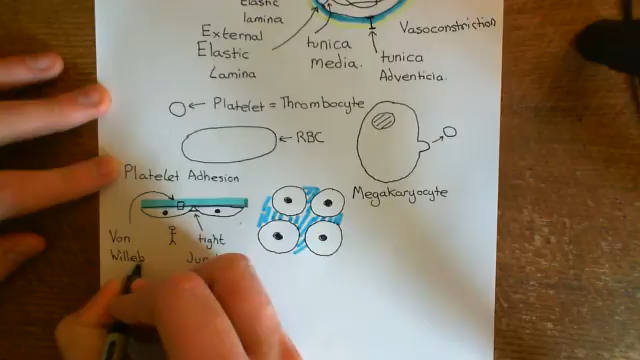 Elastic
lamina
External
Elastic
Lamina
tunica
media.
Vasoconstriction
tunica
Adventicia.
Platelet = Thrombocyte
RBC
Megakaryocyte
Platelet Adhesion
Von
Willeb
tight